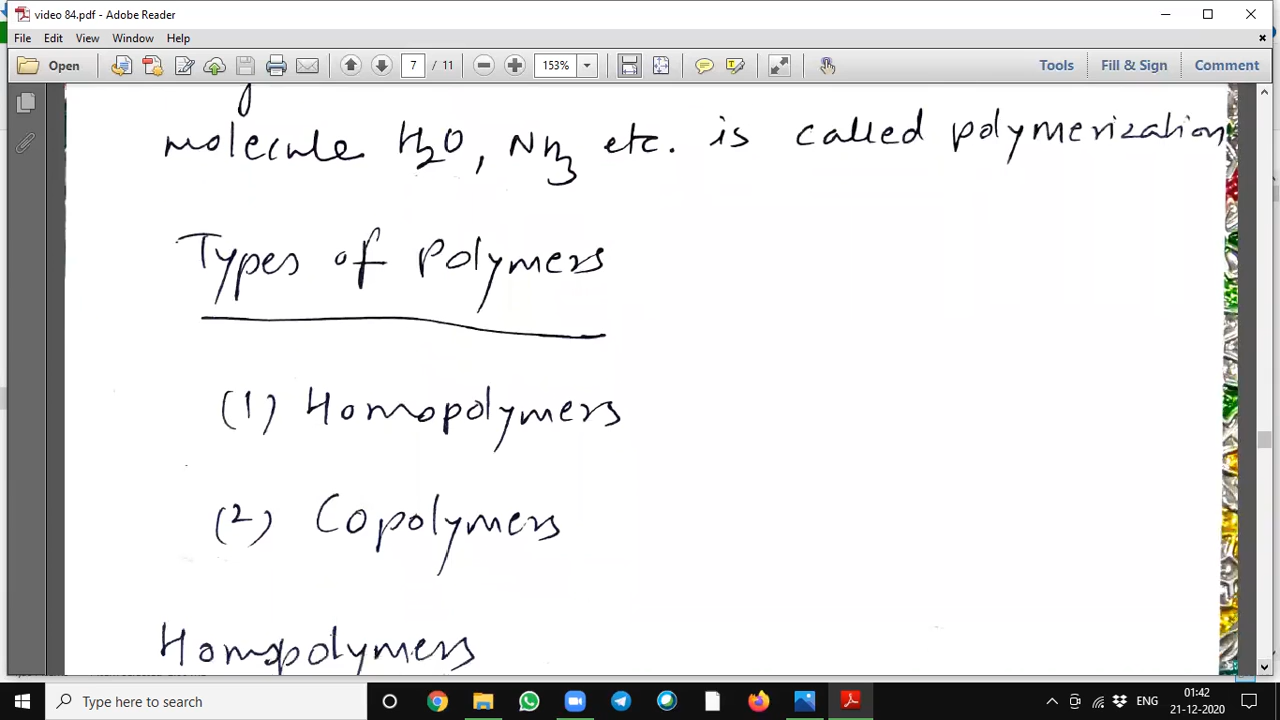 video 84.pdf - Adobe Reader
File Edit View Window Help
Open 7 / 11 153% Tools Fill & Sign Comment
molecule H2O, NH3 etc. is called polymerization
Types of Polymers
(1) Homopolymers
(2) Copolymers
Homopolymers
Type here to search
ENG 01:42
21-12-2020